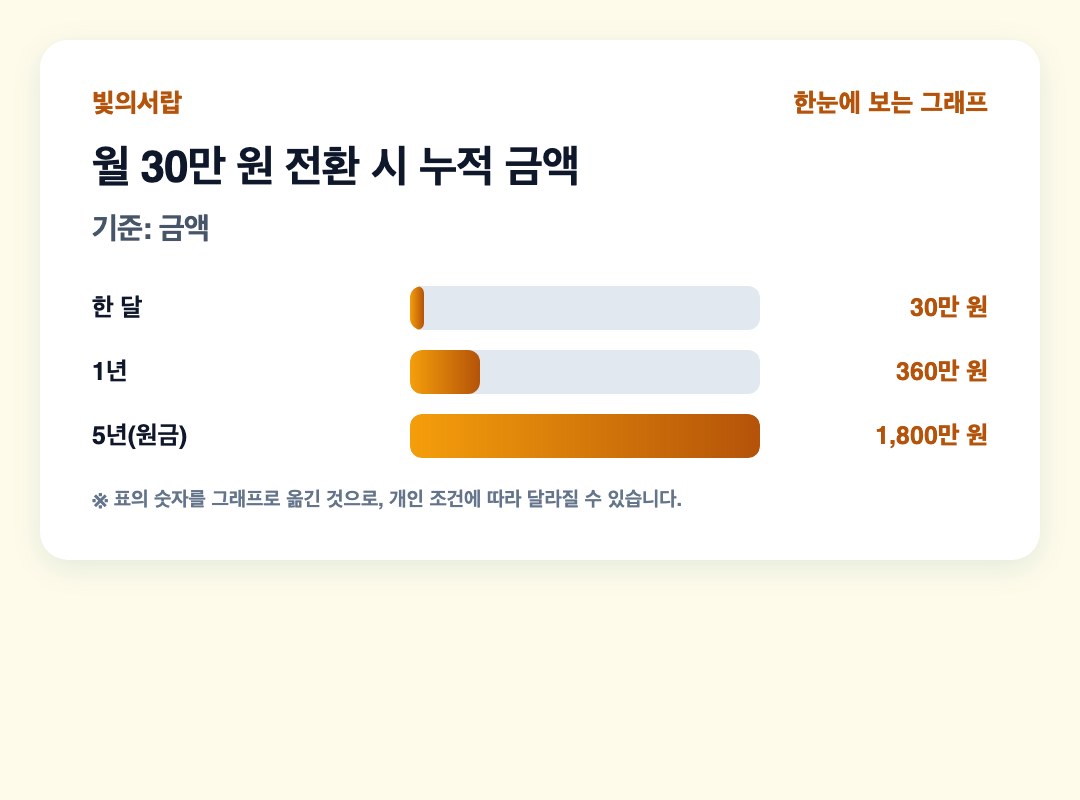 빛의서랍
한눈에 보는 그래프
월 30만 원 전환 시 누적 금액
기준: 금액
한 달 30만 원
1년 360만 원
5년(원금) 1,800만 원
※ 표의 숫자를 그래프로 옮긴 것으로, 개인 조건에 따라 달라질 수 있습니다.